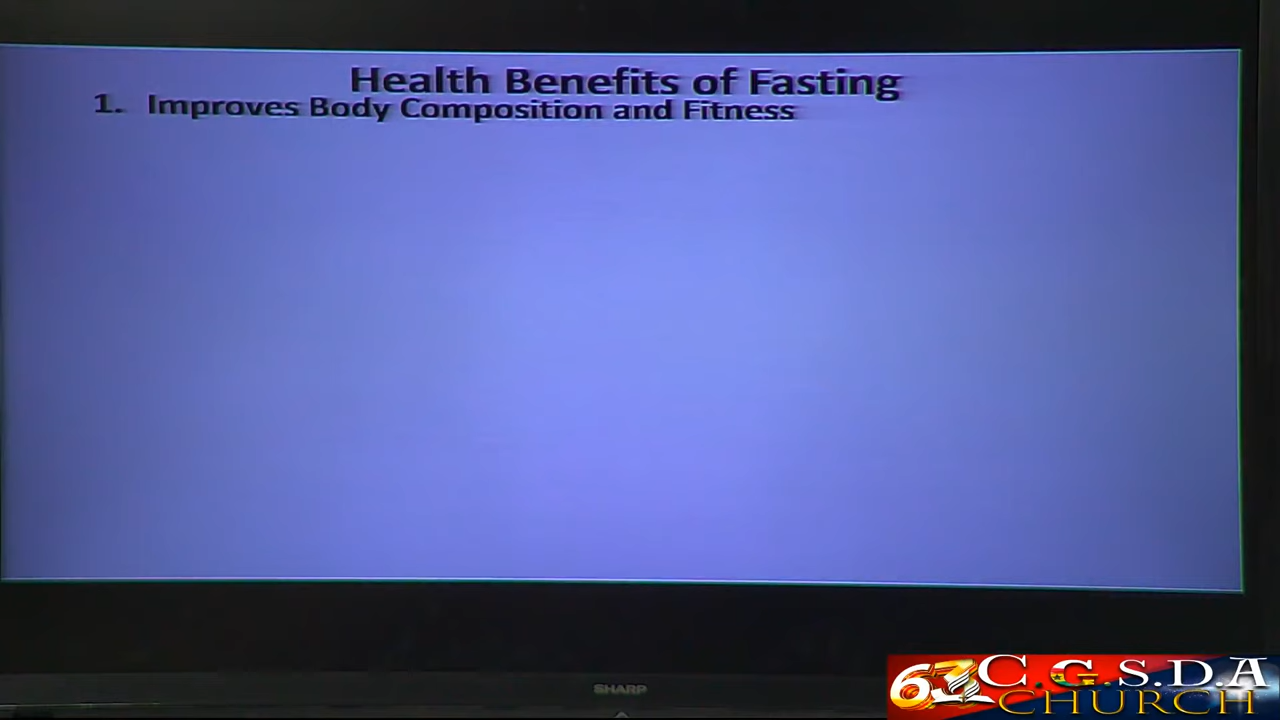 Health Benefits of Fasting
1. Improves Body Composition and Fitness
SHARP
63 C.G.S.D.A
CHURCH